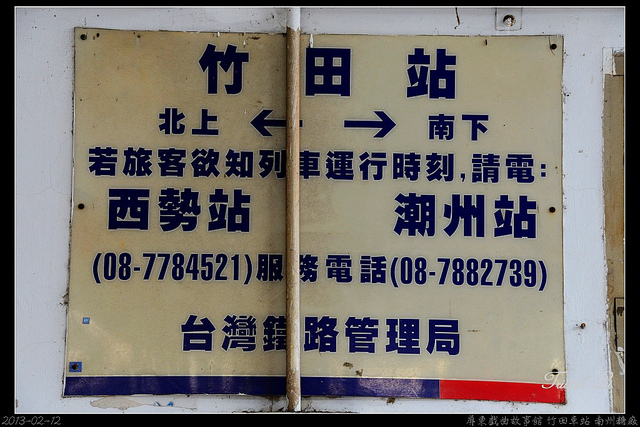 竹田站
北上 ← → 南下
若旅客欲知列車運行時刻,請電:
西勢站 潮州站
(08-7784521)服務電話(08-7882739)
台灣鐵路管理局
2013-02-12 屏東戲曲故事館 竹田車站 南州糖廠